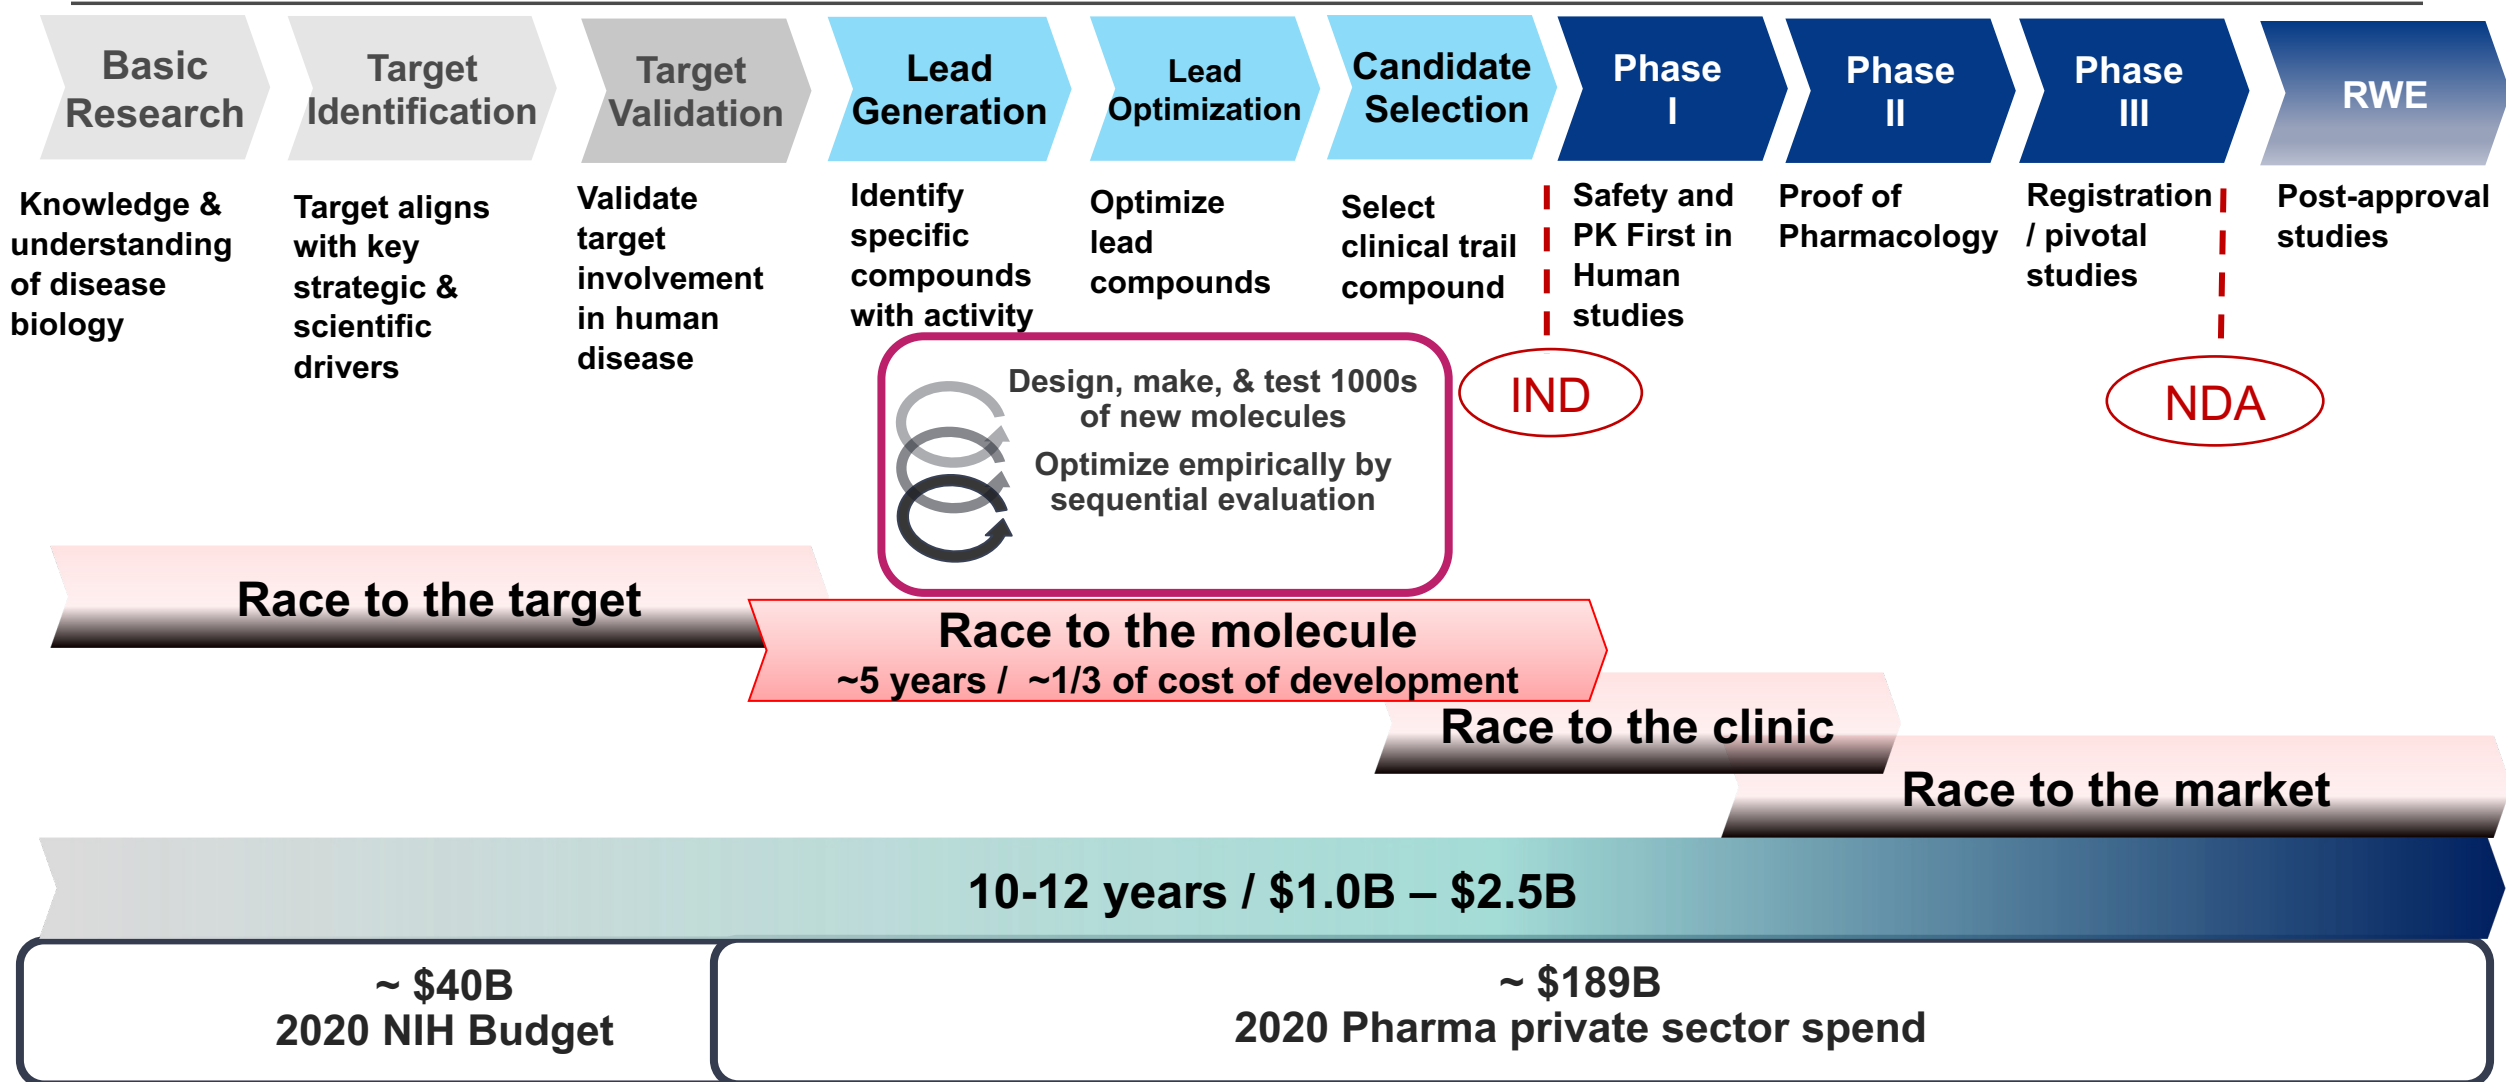 Basic
Research
Target
Identification
Target
Validation
Lead
Generation
Lead
Optimization
Candidate
Selection
Phase
I
Phase
II
Phase
III
RWE
Knowledge &
understanding
of disease
biology
Target aligns
with key
strategic &
scientific
drivers
Validate
target
involvement
in human
disease
Identify
specific
compounds
with activity
Optimize
lead
compounds
Select
clinical trail
compound
Safety and
PK First in
Human
studies
Proof of
Pharmacology
Registration
/ pivotal
studies
Post-approval
studies
IND
NDA
Design, make, & test 1000s
of new molecules
Optimize empirically by
sequential evaluation
Race to the target
Race to the molecule
~5 years / ~1/3 of cost of development
Race to the clinic
Race to the market
10-12 years / $1.0B – $2.5B
~ $40B
2020 NIH Budget
~ $189B
2020 Pharma private sector spend